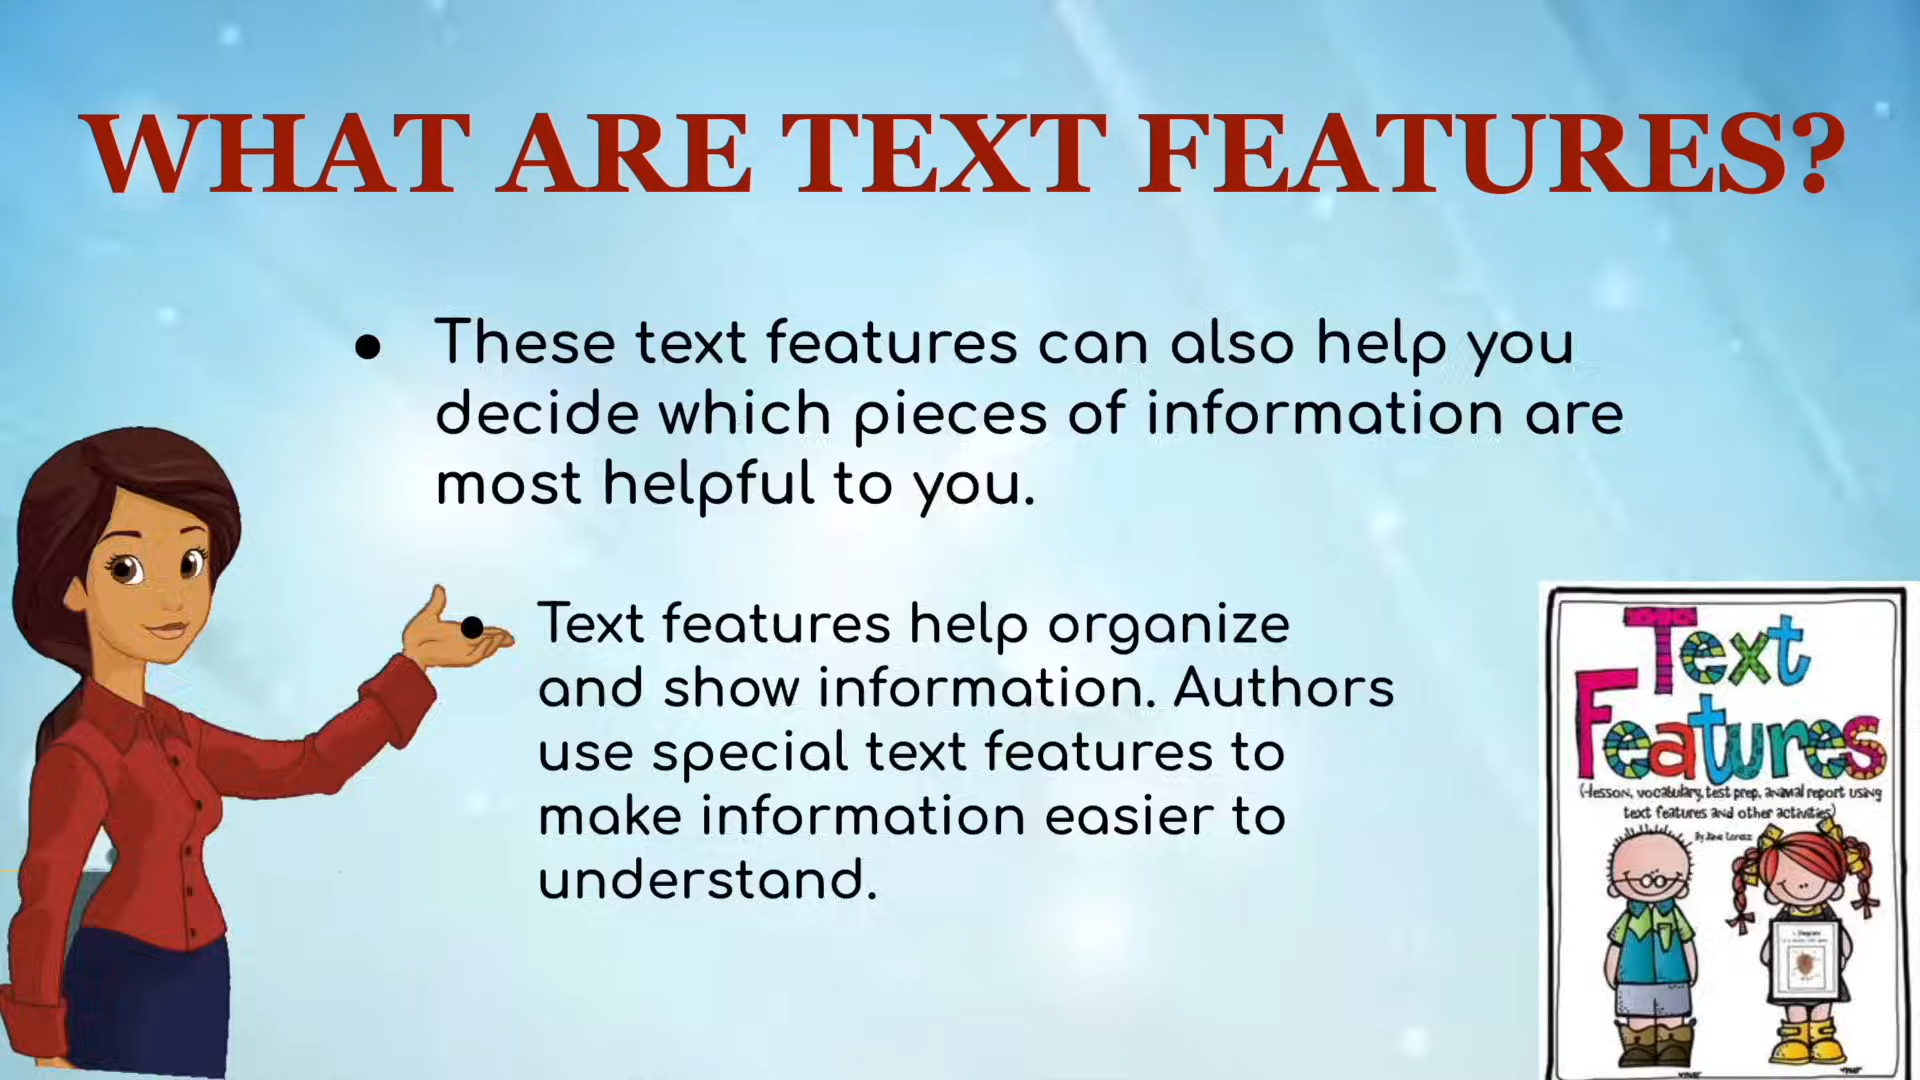 WHAT ARE TEXT FEATURES?
● These text features can also help you
decide which pieces of information are
most helpful to you.
● Text features help organize
and show information. Authors
use special text features to
make information easier to
understand.
Text
Features
(-lesson, vocabulary, test prep, animal report using
text features and other activities)